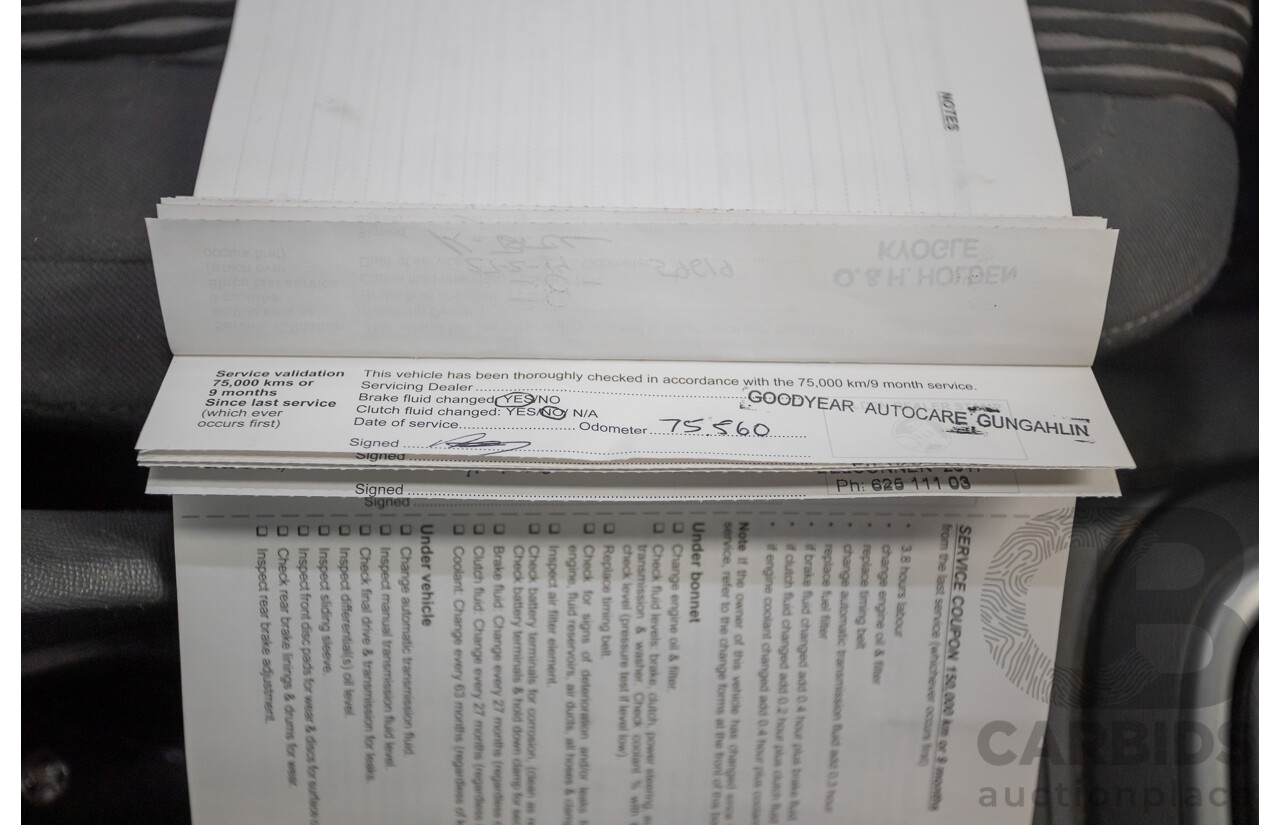 NOTES
KYOGLE
O. & H. HOLDEN
59619
Service validation
75,000 kms or
9 months
Since last service
(which ever
occurs first)
This vehicle has been thoroughly checked in accordance with the 75,000 km/9 month service.
Servicing Dealer
Brake fluid changed: YES/NO
Clutch fluid changed: YES/NO/ N/A
Date of service Odometer 75,560
Signed
GOODYEAR AUTOCARE GUNGAHLIN
Signed
Signed
Ph: 626 111 03
Signed
SERVICE COUPON 150,000 km or 9 months
from the last service (whichever occurs first)
• 3.8 hours labour
• change engine oil & filter
• replace timing belt
• change automatic transmission fluid add 0.3 hour
• replace fuel filter
• if brake fluid changed add 0.4 hour plus brake fluid
• if clutch fluid changed add 0.2 hour plus clutch fluid
• if engine coolant changed add 0.4 hour plus
Note If the owner of this vehicle has changed since
service, refer to the change forms at the front of this
Under bonnet
❑ Change engine oil & filter.
❑ Check fluid levels: brake, clutch, power steering,
transmission & washer. Check coolant % with
check level (pressure test if level low).
❑ Replace timing belt.
❑ Check for signs of deterioration and/or leaks.
engine, fluid reservoirs, air ducts, all hoses &
❑ Inspect air filter element.
❑ Check battery terminals for corrosion, (clean as
Check battery terminals & hold down clamp for
❑ Brake fluid. Change every 27 months (regardless
❑ Clutch fluid. Change every 27 months (regardless
❑ Coolant. Change every 63 months (regardless of
Under vehicle
❑ Change automatic transmission fluid.
❑ Inspect manual transmission fluid level.
❑ Check final drive & transmission for leaks.
❑ Inspect differential(s) oil level.
❑ Inspect sliding sleeve.
❑ Inspect front disc pads for wear & discs for surface
❑ Check rear brake linings & drums for wear.
❑ Inspect rear brake adjustment.
CB
CARBIDS
auctionplace